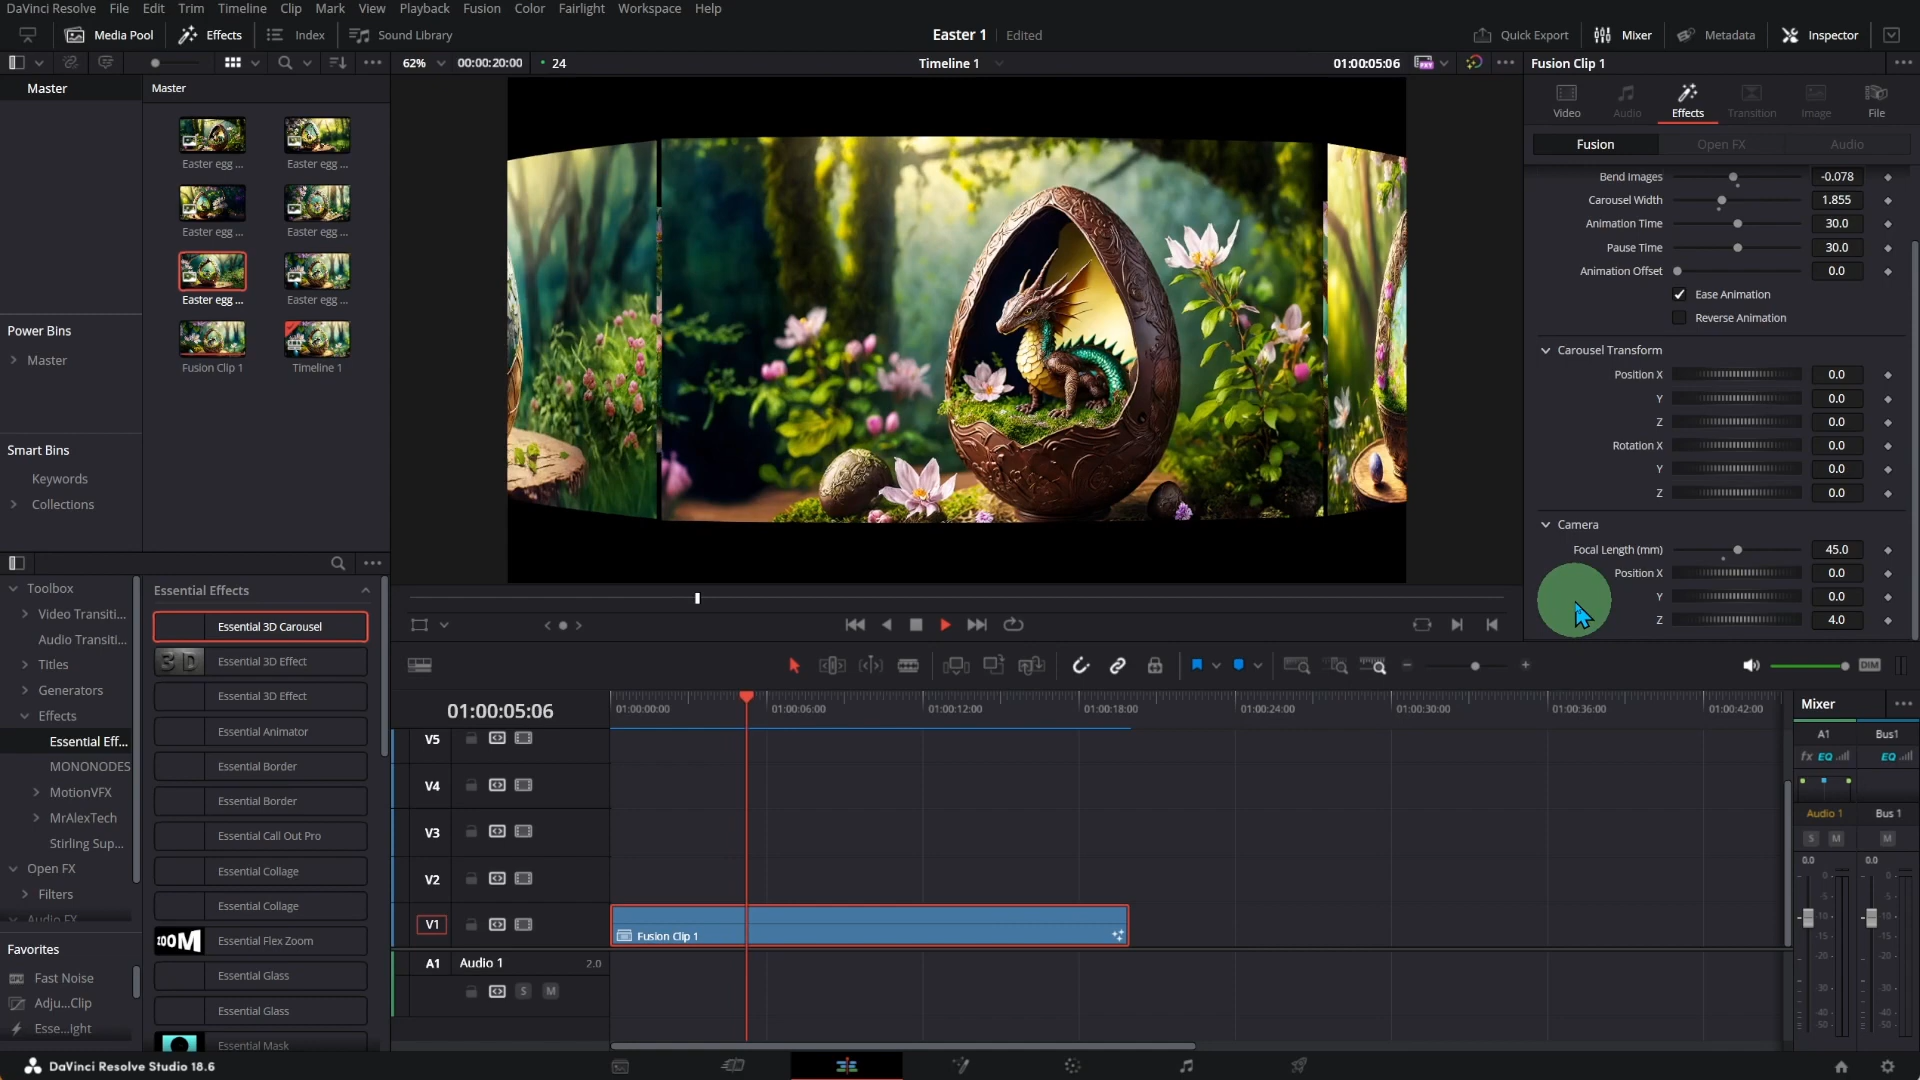 DaVinci Resolve File Edit Trim Timeline Clip Mark View Playback Fusion Color Fairlight Workspace Help
Media Pool Effects Index Sound Library
Easter 1 Edited
Quick Export Mixer Metadata Inspector
62% 00:00:20:00 24 Timeline 1 01:00:05:06
Fusion Clip 1
Master
Master
Easter egg ... Easter egg ...
Easter egg ... Easter egg ...
Easter egg ... Easter egg ...
Fusion Clip 1 Timeline 1
Power Bins
Master
Smart Bins
Keywords
Collections
Video Audio Effects Transition Image File
Fusion Open FX Audio
Bend Images -0.078
Carousel Width 1.855
Animation Time 30.0
Pause Time 30.0
Animation Offset 0.0
Ease Animation
Reverse Animation
Carousel Transform
Position X 0.0
Y 0.0
Z 0.0
Rotation X 0.0
Y 0.0
Z 0.0
Camera
Focal Length (mm) 45.0
Position X 0.0
Y 0.0
Z 4.0
Toolbox
Video Transiti...
Audio Transiti...
Titles
Generators
Effects
Essential Eff...
MONONODES
MotionVFX
MrAlexTech
Stirling Sup...
Open FX
Filters
Audio FX
Favorites
Fast Noise
Adju...Clip
Esse...ight
Essential Effects
Essential 3D Carousel
3D Essential 3D Effect
Essential 3D Effect
Essential Animator
Essential Border
Essential Border
Essential Call Out Pro
Essential Collage
Essential Collage
Essential Flex Zoom
Essential Glass
Essential Glass
Essential Mask
DIM
01:00:05:06
01:00:00:00 01:00:06:00 01:00:12:00 01:00:18:00 01:00:24:00 01:00:30:00 01:00:36:00 01:00:42:00
V5
V4
V3
V2
V1
Fusion Clip 1
A1 Audio 1 2.0
S M
Mixer
A1 Bus1
fx EQ EQ
Audio 1 Bus 1
S M M
0.0 0.0
DaVinci Resolve Studio 18.6